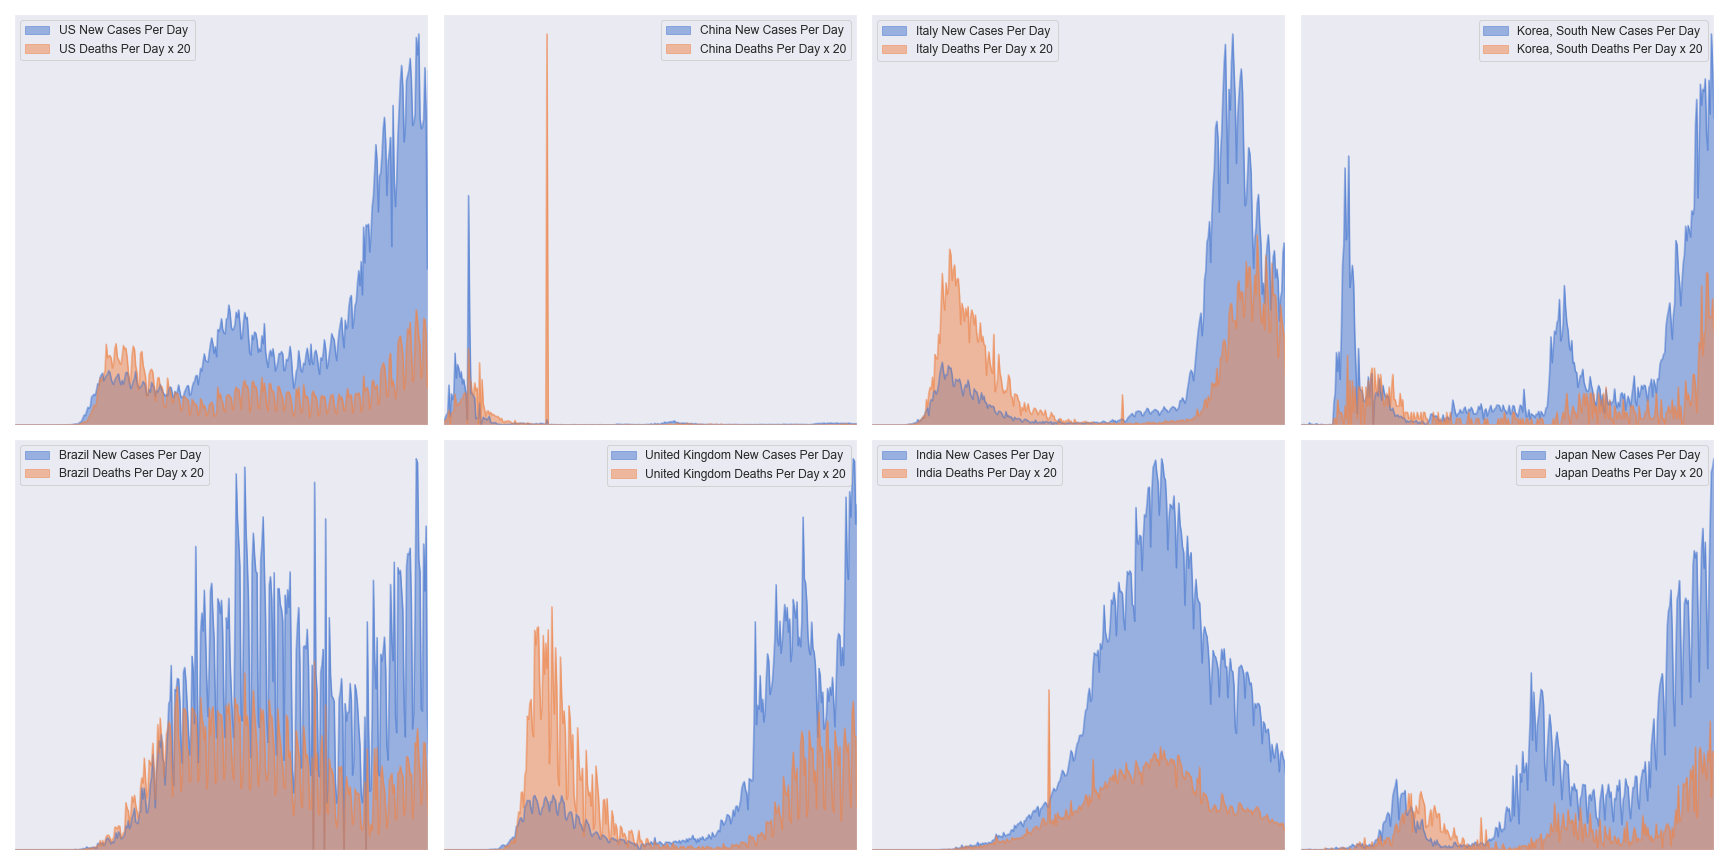 US New Cases Per Day
US Deaths Per Day x 20
China New Cases Per Day
China Deaths Per Day x 20
Italy New Cases Per Day
Italy Deaths Per Day x 20
Korea, South New Cases Per Day
Korea, South Deaths Per Day x 20
Brazil New Cases Per Day
Brazil Deaths Per Day x 20
United Kingdom New Cases Per Day
United Kingdom Deaths Per Day x 20
India New Cases Per Day
India Deaths Per Day x 20
Japan New Cases Per Day
Japan Deaths Per Day x 20